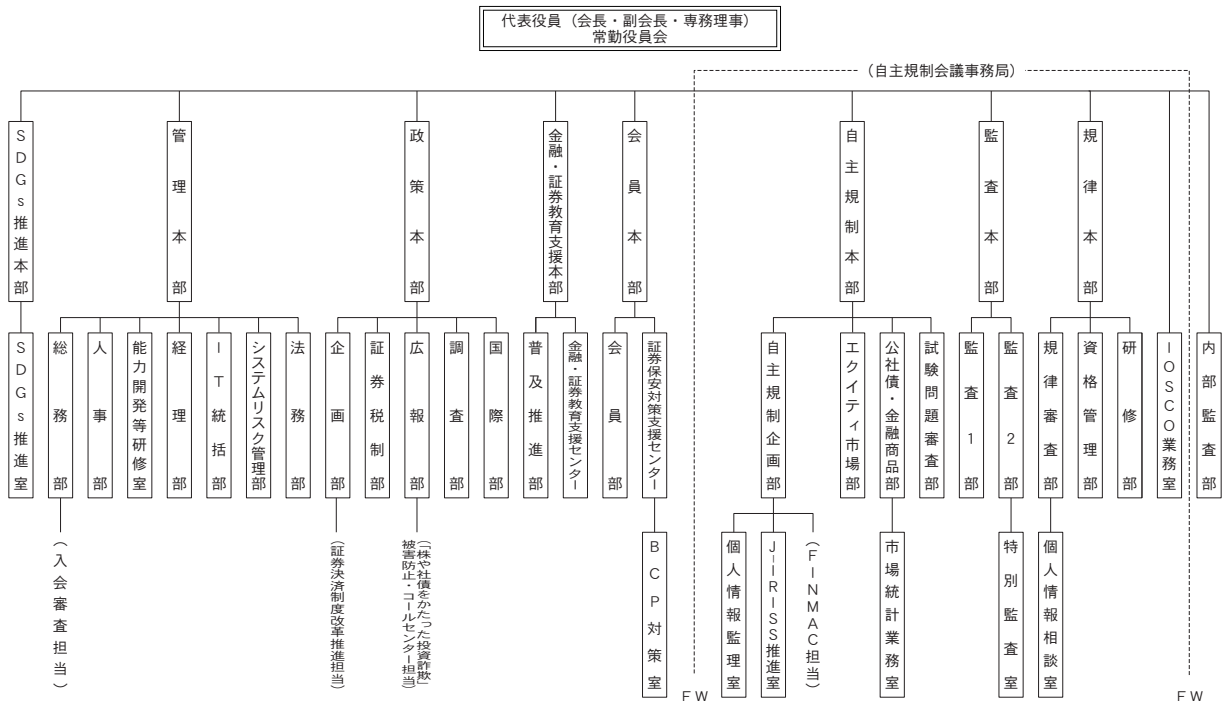 代表役員（会長・副会長・専務理事）
常勤役員会
（自主規制会議事務局）
SDGs推進本部
管理本部
政策本部
金融・証券教育支援本部
会員本部
自主規制本部
監査本部
規律本部
SDGs推進室
総務部
人事部
能力開発等研修室
経理部
IT統括部
システムリスク管理部
法務部
企画部
証券税制部
広報部
調査部
国際部
普及推進部
金融・証券教育支援センター
会員部
証券保安対策支援センター
自主規制企画部
エクイティ市場部
公社債・金融商品部
試験問題審査部
監査1部
監査2部
規律審査部
資格管理部
研修部
IOSCO業務室
内部監査部
（入会審査担当）
（証券決済制度改革推進担当）
（「株や社債をかたった投資詐欺」
被害防止・コールセンター担当）
BCP対策室
個人情報監理室
J-IRISS推進室
（FINMAC担当）
市場統計業務室
特別監査室
個人情報相談室
FW
FW